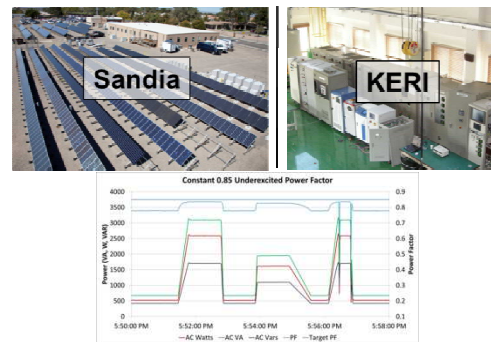 Sandia
KERI
Constant 0.85 Underexcited Power Factor
4000
3500
3000
2500
2000
1500
1000
500
0
Power (VA, W, VAR)
0.9
0.8
0.7
0.6
0.5
0.4
0.3
0.2
0.1
Power Factor
5:50:00 PM 5:52:00 PM 5:54:00 PM 5:56:00 PM 5:58:00 PM
AC Watts AC VA AC Vars PF Target PF